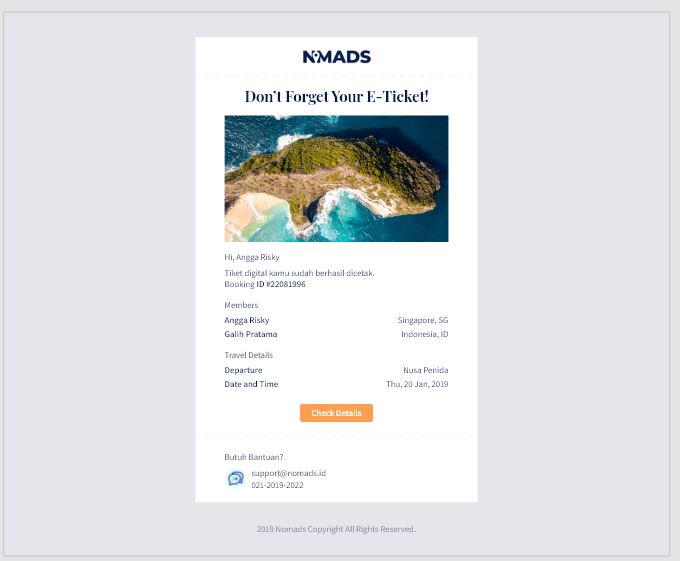 NOMADS
Don't Forget Your E-Ticket!
Hi, Angga Risky
Tiket digital kamu sudah berhasil dicetak.
Booking ID #22081996
Members
Angga Risky Singapore, SG
Galih Pratama Indonesia, ID
Travel Details
Departure Nusa Penida
Date and Time Thu, 20 Jan, 2019
Check Details
Butuh Bantuan?
support@nomads.id
021-2019-2022
2019 Nomads Copyright All Rights Reserved.